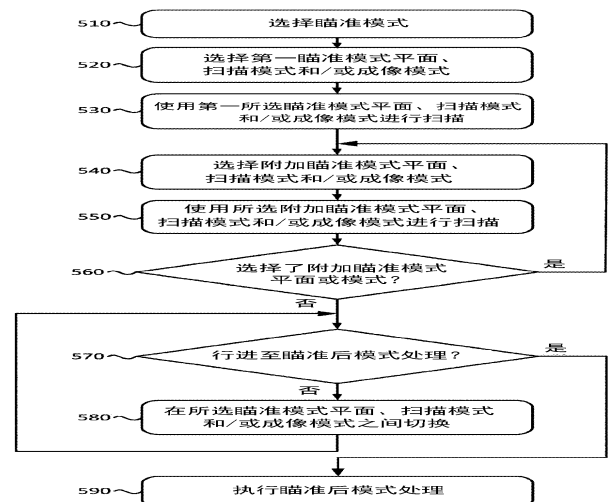 510
选择瞄准模式
520
选择第一瞄准模式平面、
扫描模式和/或成像模式
530
使用第一所选瞄准模式平面、扫描模式
和/或成像模式进行扫描
540
选择附加瞄准模式平面、
扫描模式和/或成像模式
550
使用所选附加瞄准模式平面、
扫描模式和/或成像模式进行扫描
560
选择了附加瞄准模式
平面或模式?
是
否
570
行进至瞄准后模式处理?
是
否
580
在所选瞄准模式平面、扫描模式
和/或成像模式之间切换
590
执行瞄准后模式处理